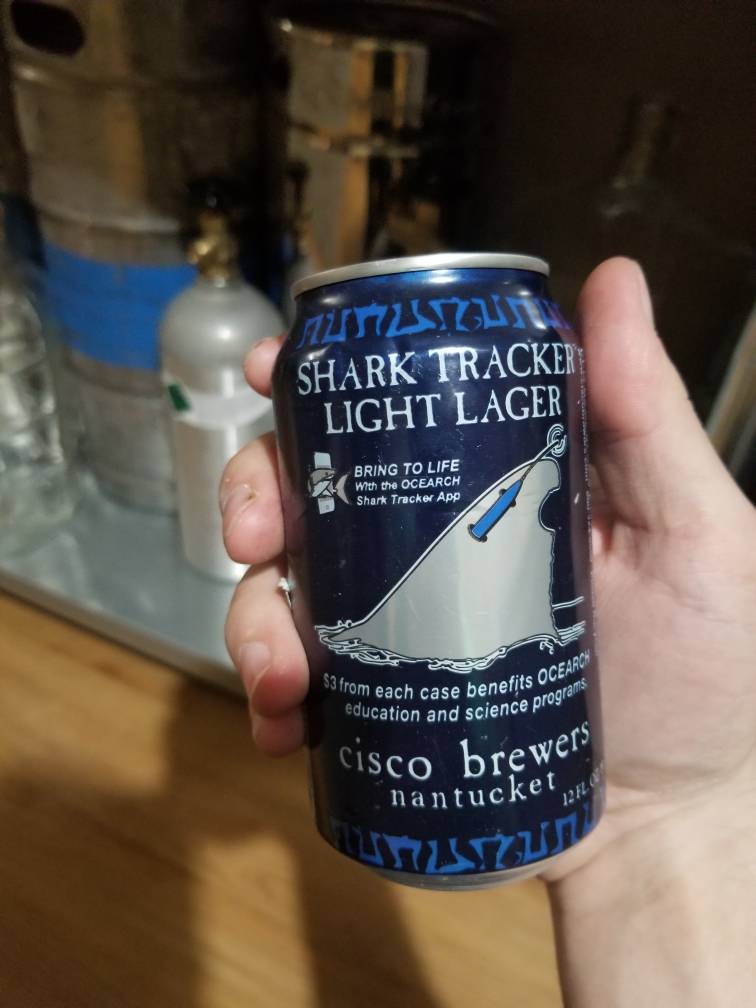 SHARK TRACKER
LIGHT LAGER
BRING TO LIFE
With the OCEARCH
Shark Tracker App
$3 from each case benefits OCEARCH
education and science programs.
cisco brewers
nantucket
12 FL. OZ